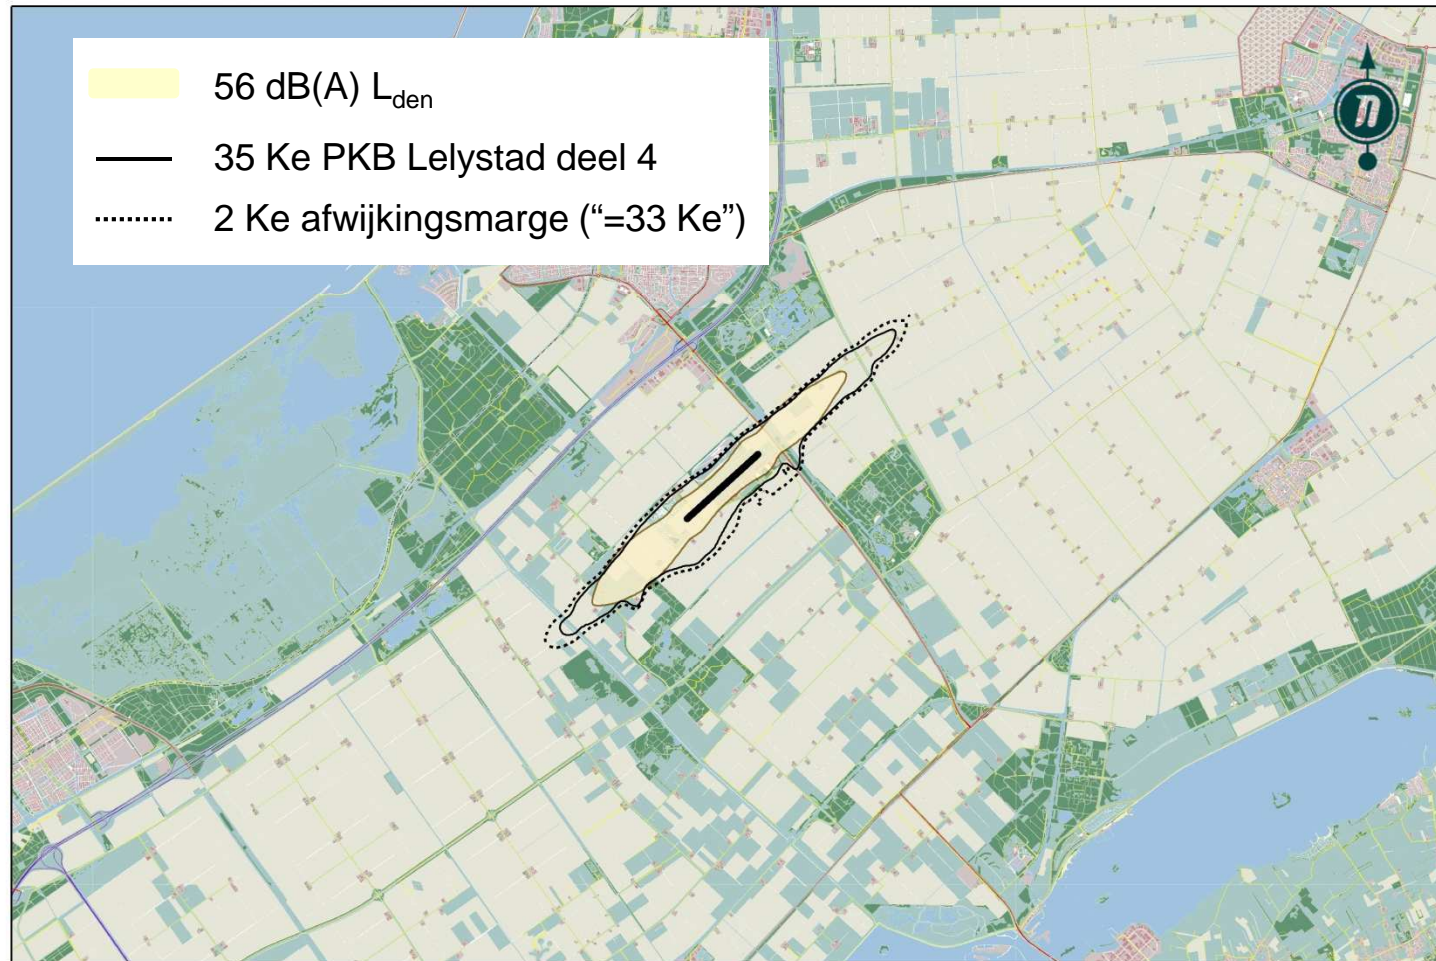 56 dB(A) Lden
35 Ke PKB Lelystad deel 4
2 Ke afwijkingsmarge (“=33 Ke”)